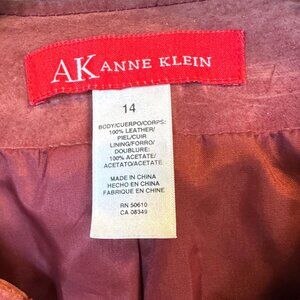 AK ANNE KLEIN
14
BODY/CUERPO/CORPS:
100% LEATHER/
PIEL/CUIR
LINING/FORRO/
DOUBLURE:
100% ACETATE/
ACETATO/ACETATE
MADE IN CHINA
HECHO EN CHINA
FABRIQUE EN CHINE
RN 50610
CA 08349